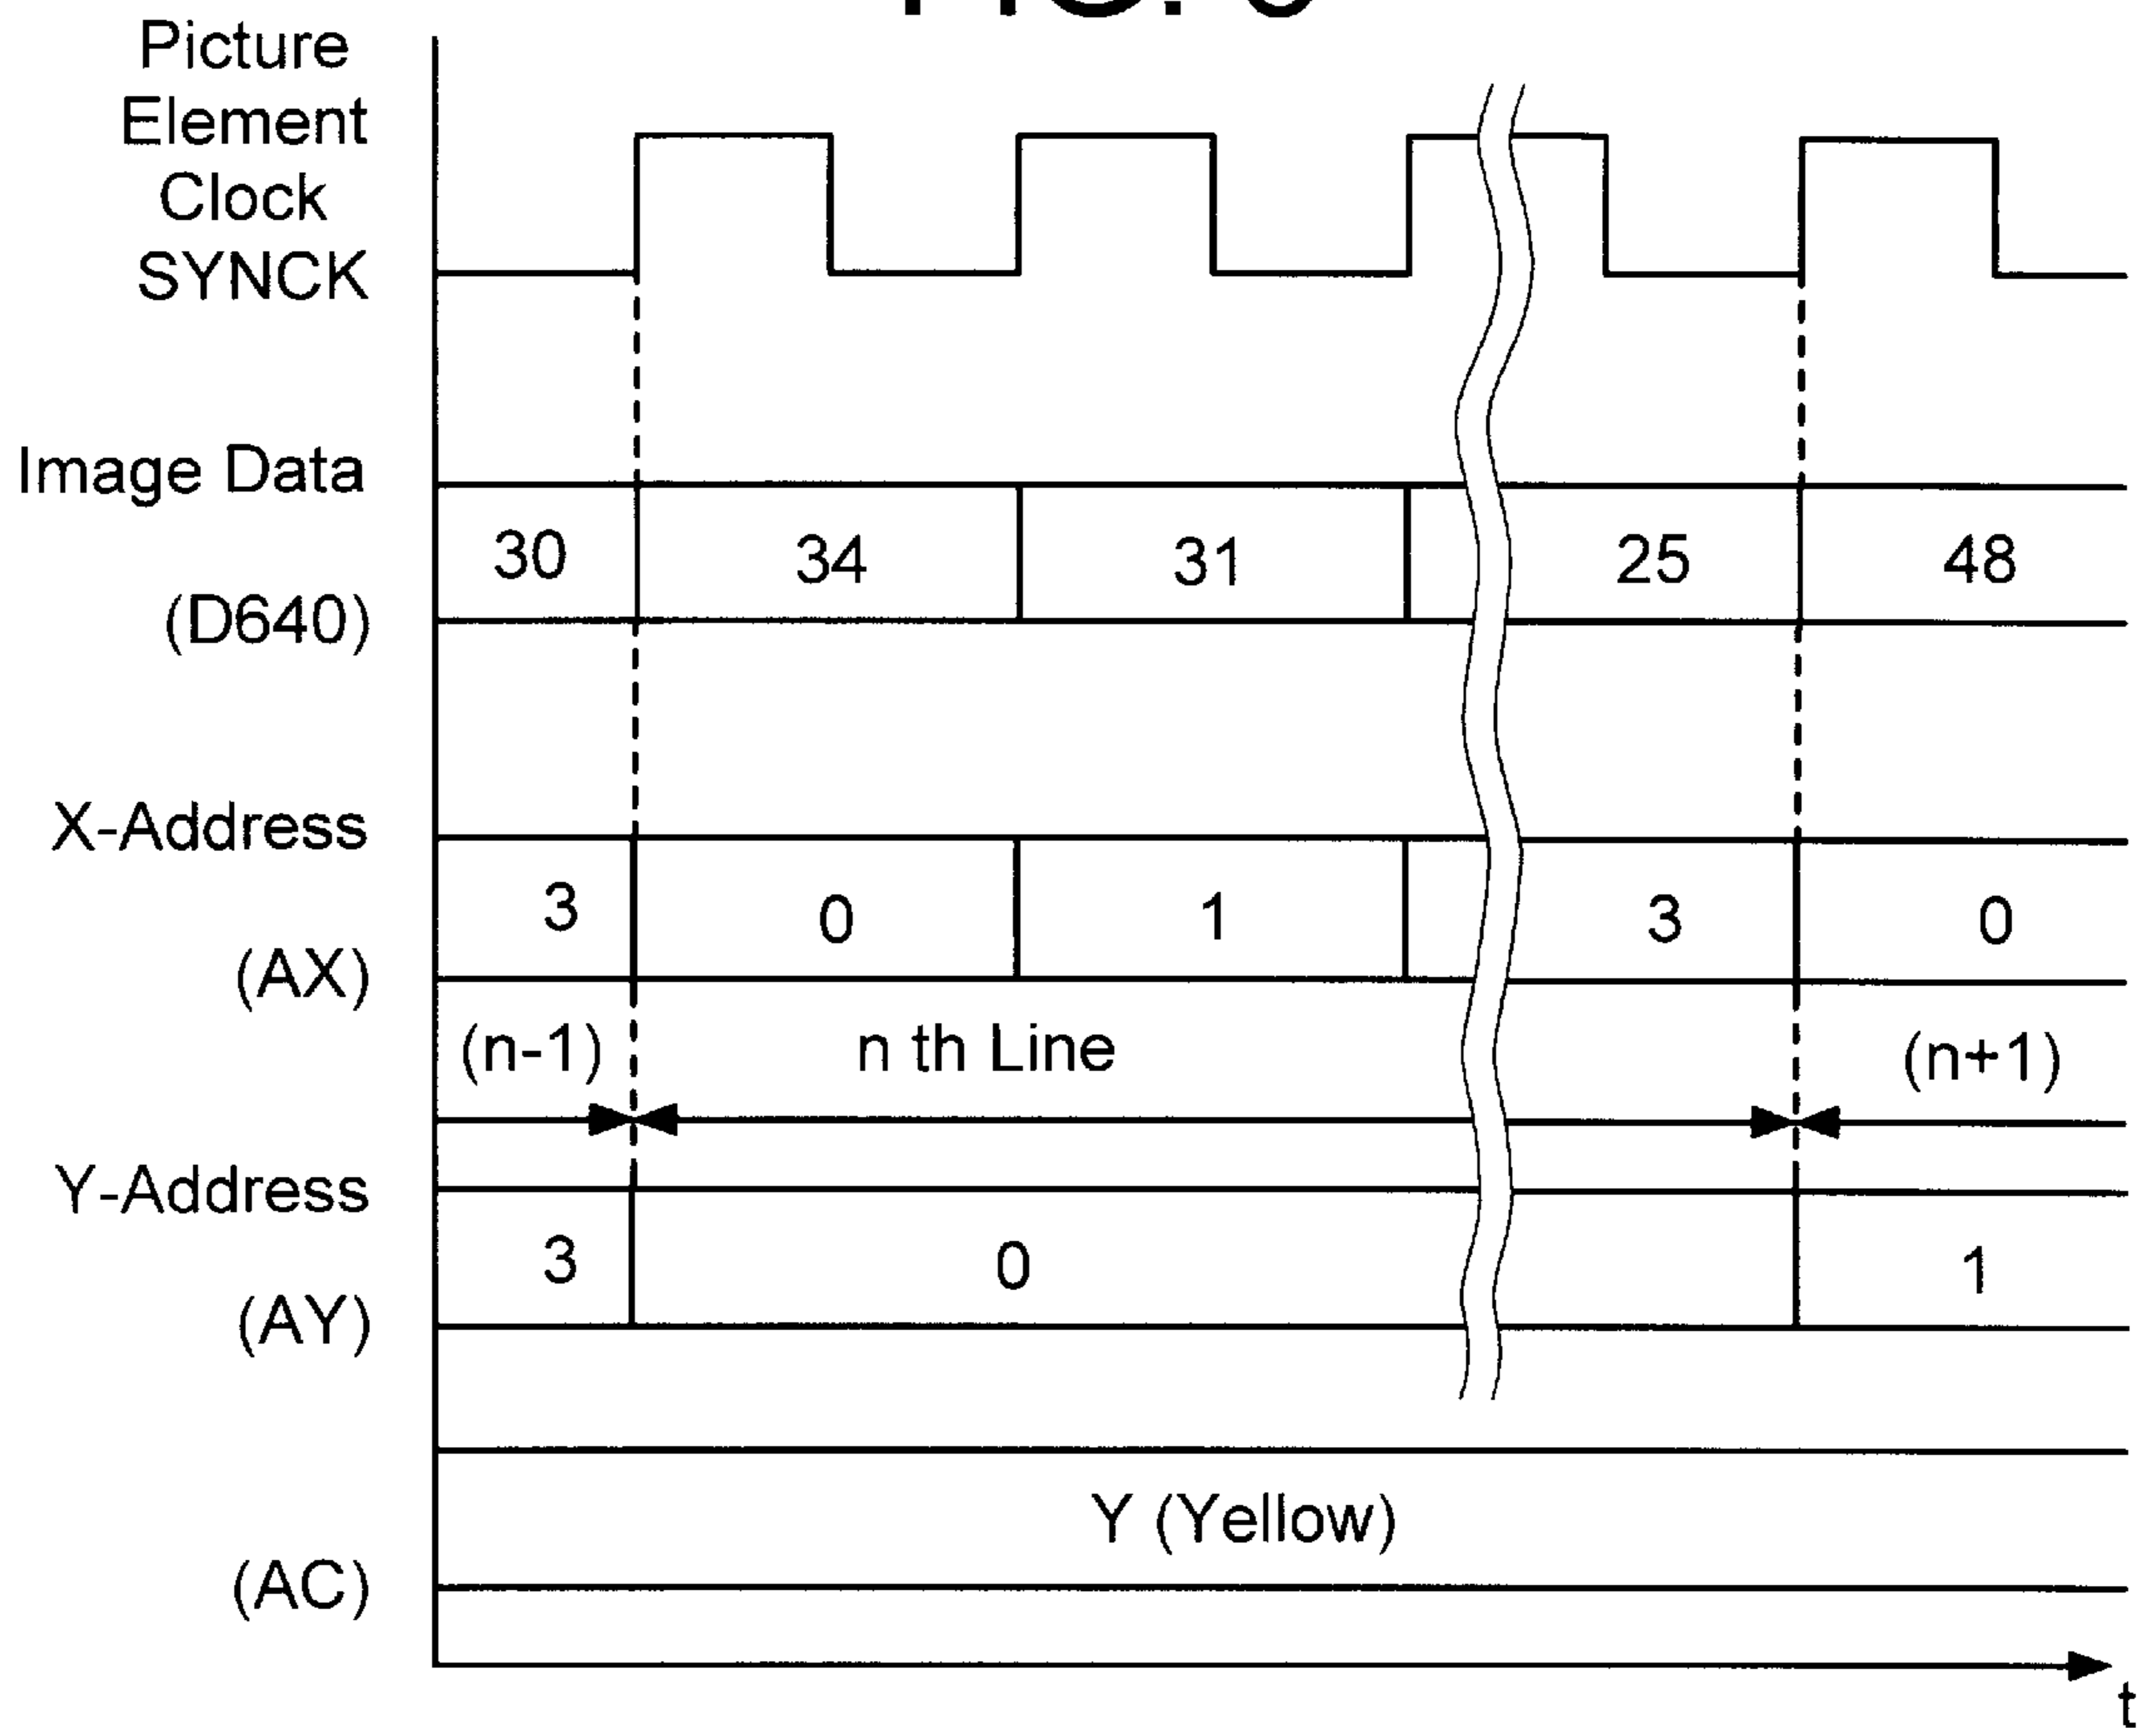 Picture
Element
Clock
SYNCK
Image Data
(D640)
30 34 31 25 48
X-Address
(AX)
3 0 1 3 0
(n-1) n th Line (n+1)
Y-Address
(AY)
3 0 1
Y (Yellow)
(AC)
t